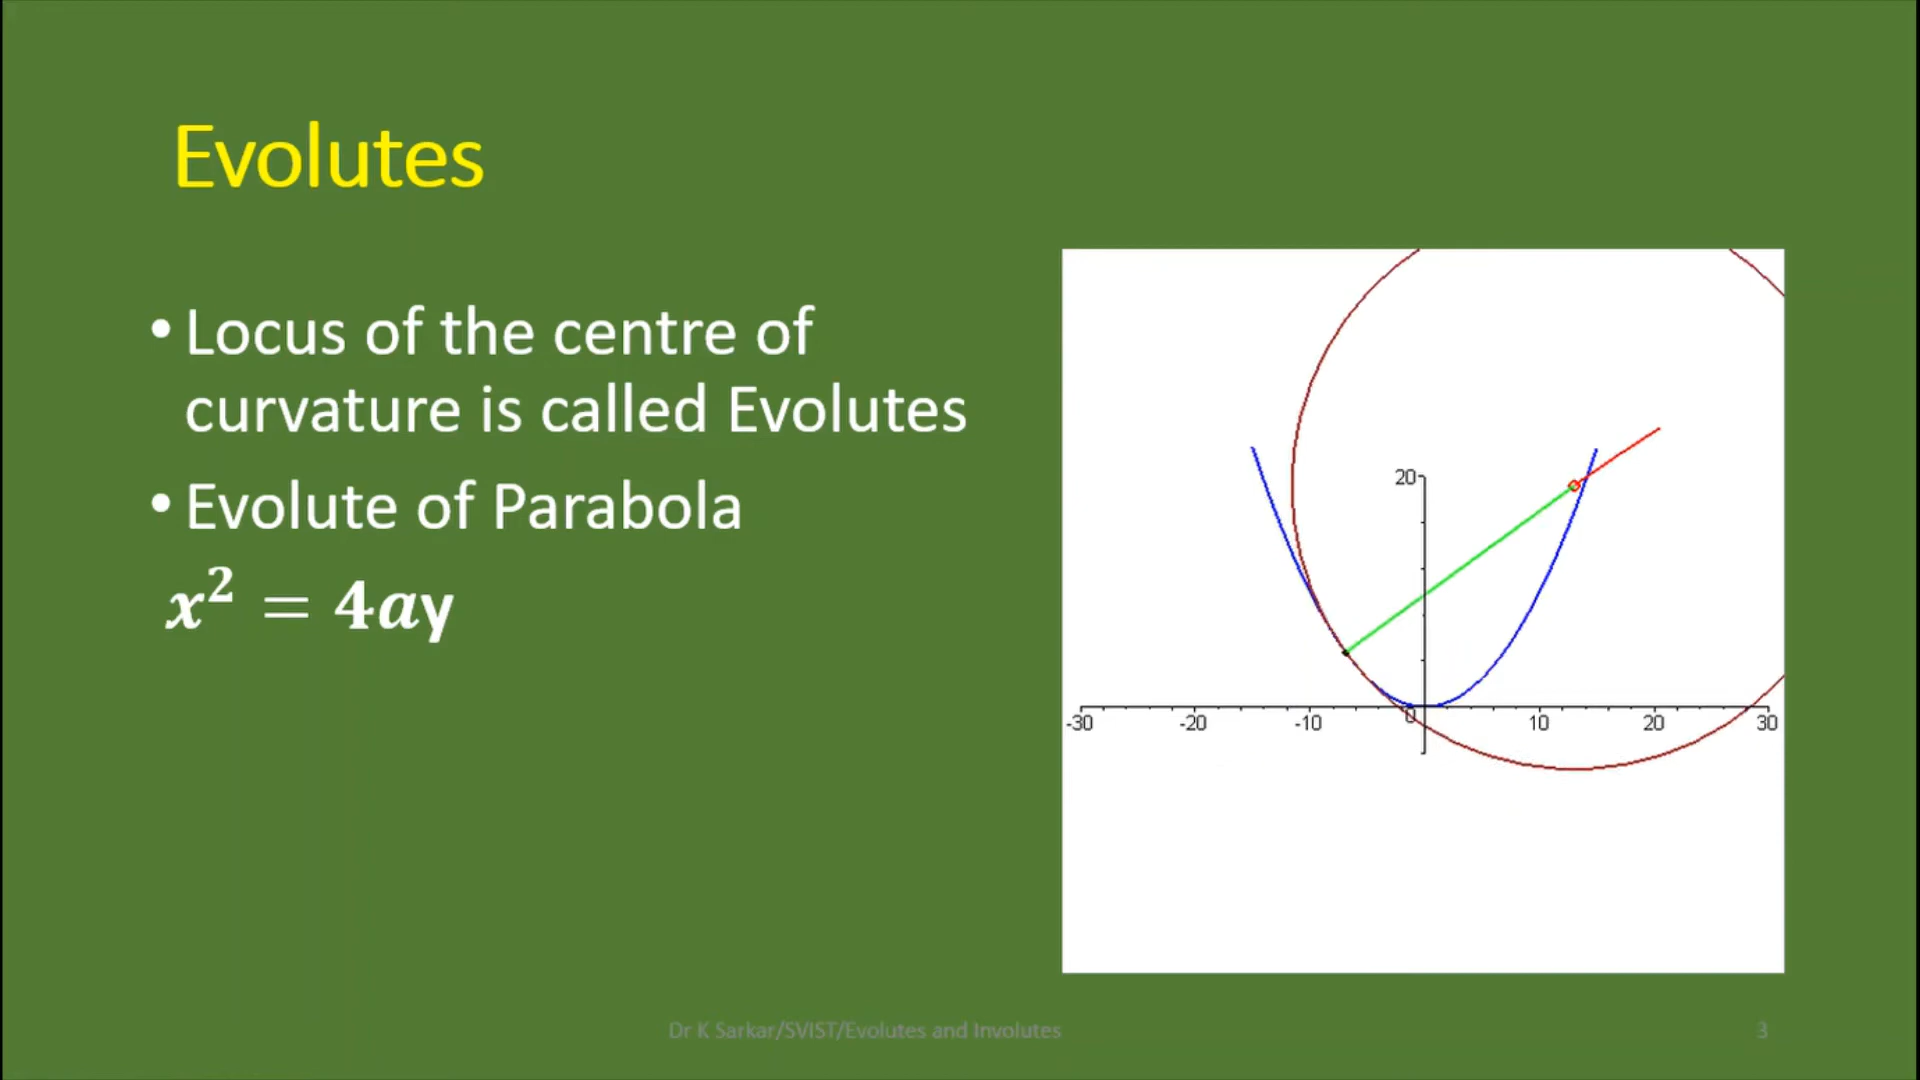 Evolutes
• Locus of the centre of
curvature is called Evolutes
• Evolute of Parabola
x² = 4ay
20
-30 -20 -10 0 10 20 30
Dr K Sarkar/SVIST/Evolutes and Involutes 3